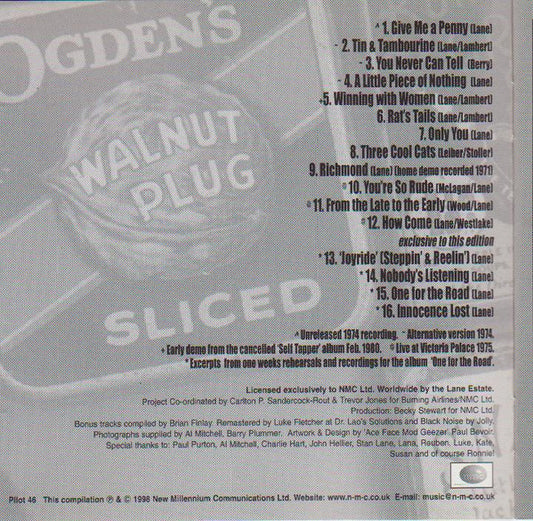 OGDEN'S
WALNUT
PLUG
SLICED
^ 1. Give Me a Penny (Lane)
~ 2. Tin & Tambourine (Lane/Lambert)
~ 3. You Never Can Tell (Berry)
~ 4. A Little Piece of Nothing (Lane)
+5. Winning with Women (Lane/Lambert)
6. Rat's Tails (Lane/Lambert)
7. Only You (Lane)
8. Three Cool Cats (Leiber/Stoller)
9. Richmond (Lane) (home demo recorded 1971)
º10. You're So Rude (McLagan/Lane)
º11. From the Late to the Early (Wood/Lane)
º12. How Come (Lane/Westlake)
exclusive to this edition
*13. 'Joyride' (Steppin' & Reelin') (Lane)
*14. Nobody's Listening (Lane)
*15. One for the Road (Lane)
*16. Innocence Lost (Lane)
^ Unreleased 1974 recording. ~ Alternative version 1974.
+ Early demo from the cancelled 'Self Tapper' album Feb. 1980. º Live at Victoria Palace 1975.
* Excerpts from one weeks rehearsals and recordings for the album 'One for the Road'.
Licensed exclusively to NMC Ltd. Worldwide by the Lane Estate.
Project Co-ordinated by Carlton P. Sandercock-Rout & Trevor Jones for Burning Airlines/NMC Ltd.
Production: Becky Stewart for NMC Ltd.
Bonus tracks compiled by Brian Finlay. Remastered by Luke Fletcher at Dr. Lao's Solutions and Black Noise by Jolly.
Photographs supplied by Al Mitchell, Barry Plummer. Artwork & Design by 'Ace Face Mod Geezer' Paul Bevoir.
Special thanks to: Paul Purton, Al Mitchell, Charlie Hart, John Hellier, Stan Lane, Lana, Reuben, Luke, Kate,
Susan and of course Ronnie!
Pilot 46 This compilation ℗ & © 1998 New Millennium Communications Ltd. Website: www.n-m-c.co.uk E-mail: music@n-m-c.co.uk